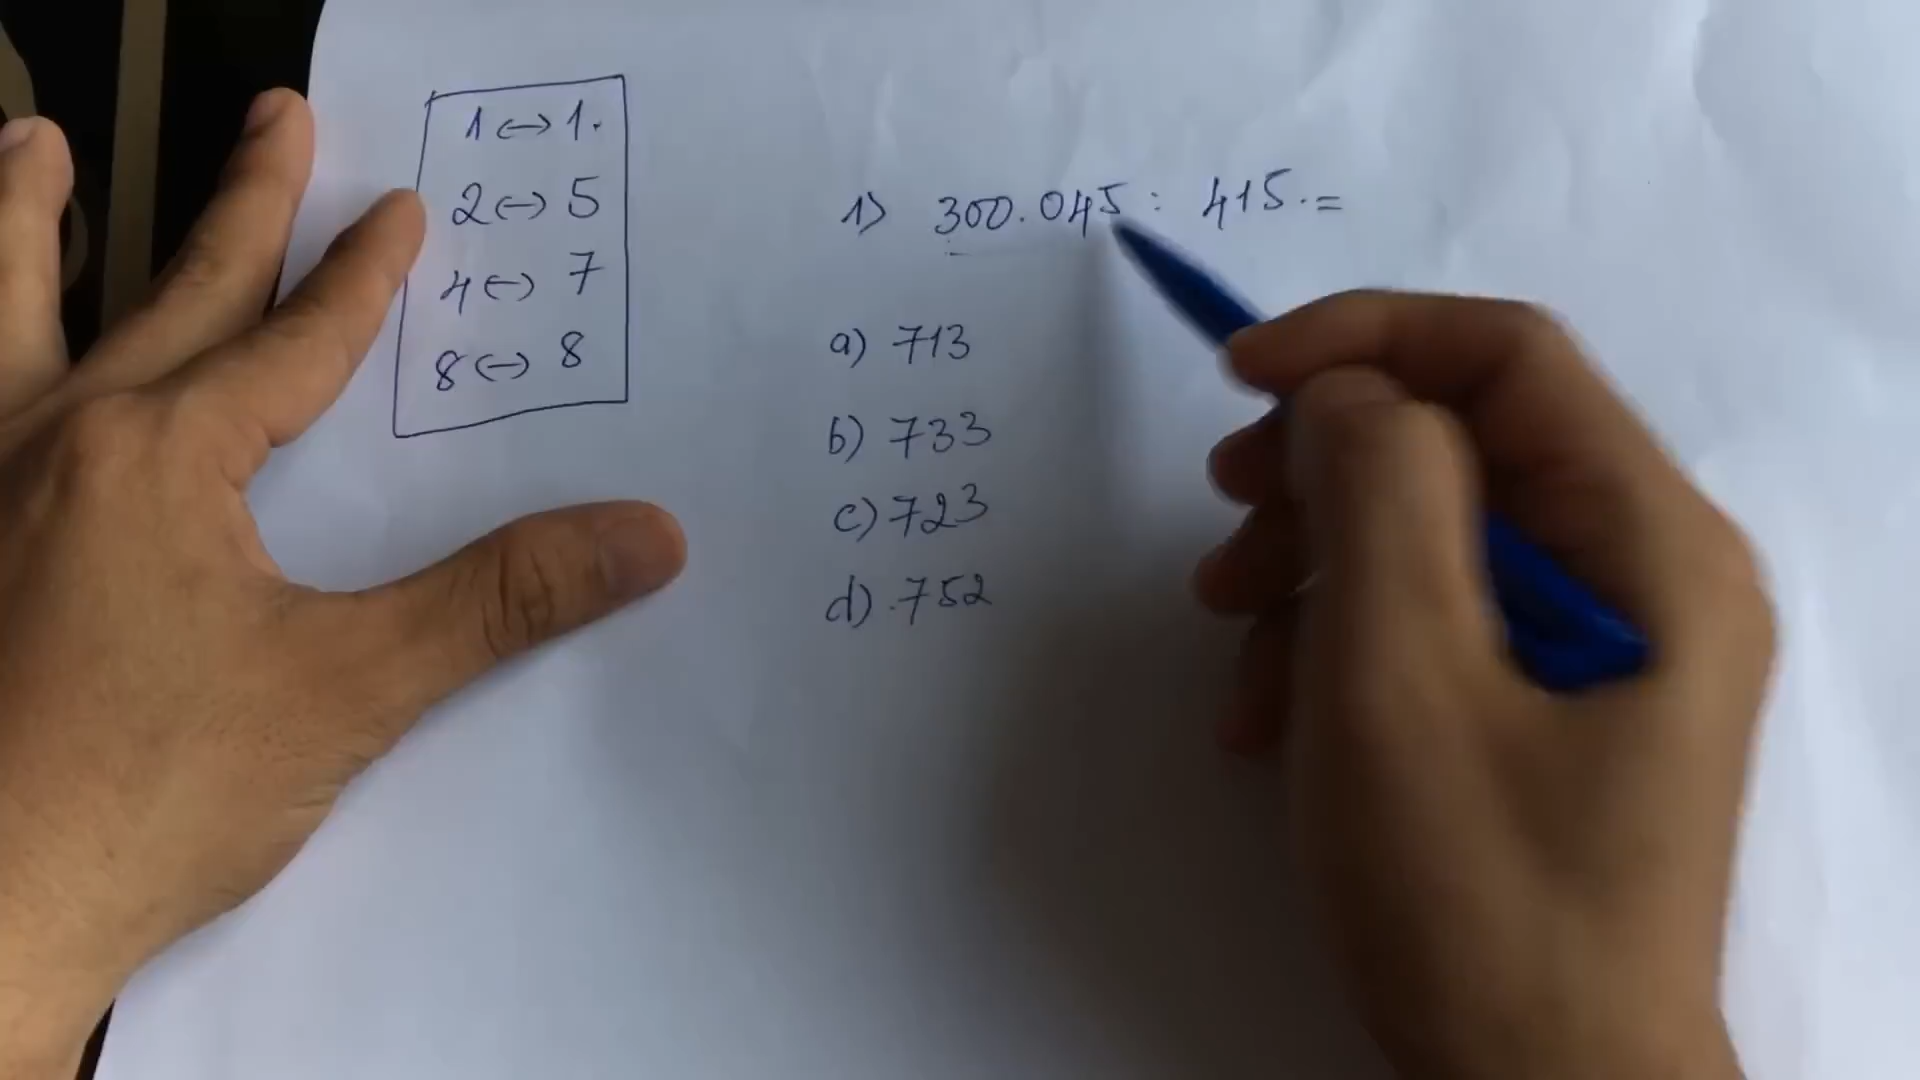 1 ↔ 1.
2 ↔ 5
4 ↔ 7
8 ↔ 8
1) 300.045 : 415. =
a) 713
b) 733
c) 723
d) 752